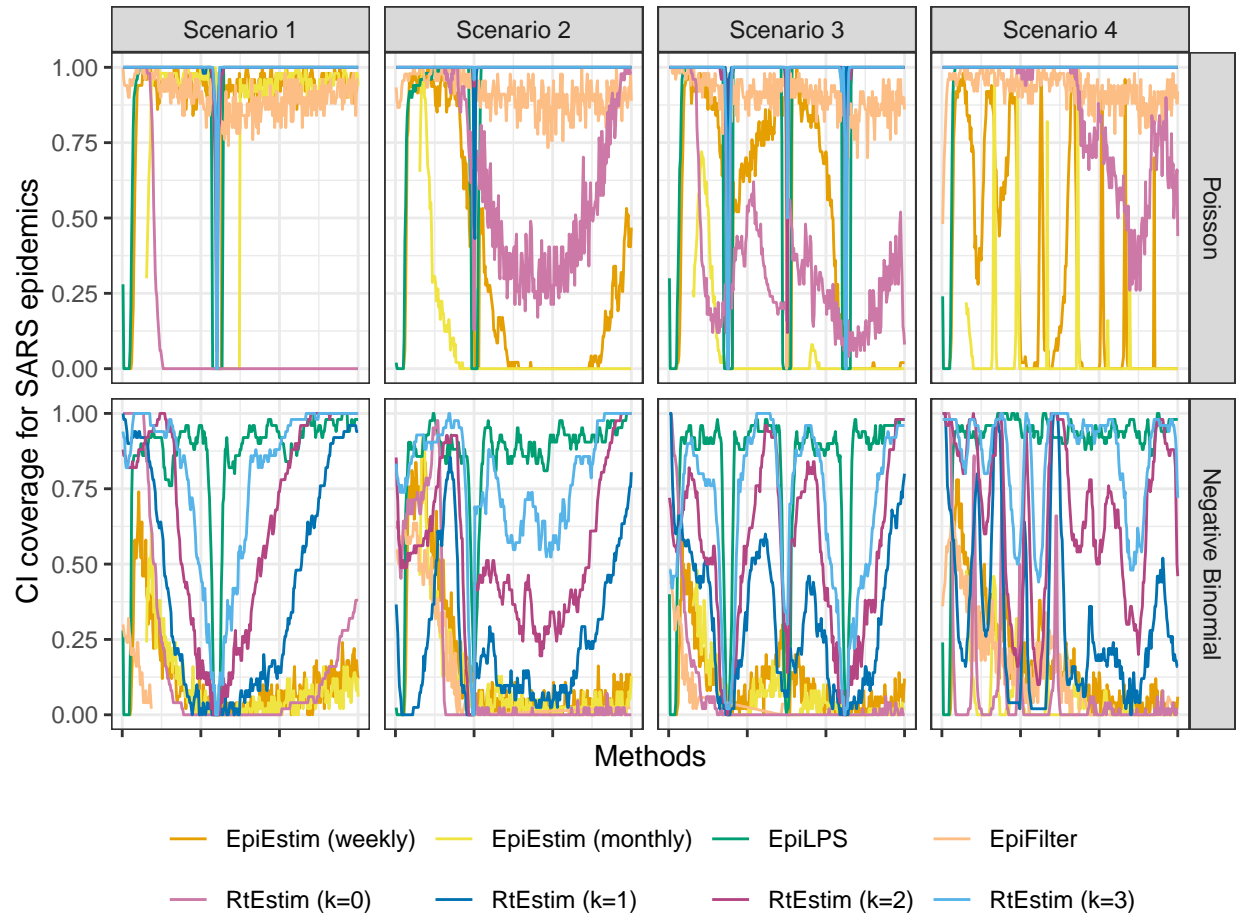 Scenario 1
Scenario 2
Scenario 3
Scenario 4
CI coverage for SARS epidemics
1.00
0.75
0.50
0.25
0.00
Poisson
1.00
0.75
0.50
0.25
0.00
Negative Binomial
Methods
EpiEstim (weekly)
EpiEstim (monthly)
EpiLPS
EpiFilter
RtEstim (k=0)
RtEstim (k=1)
RtEstim (k=2)
RtEstim (k=3)